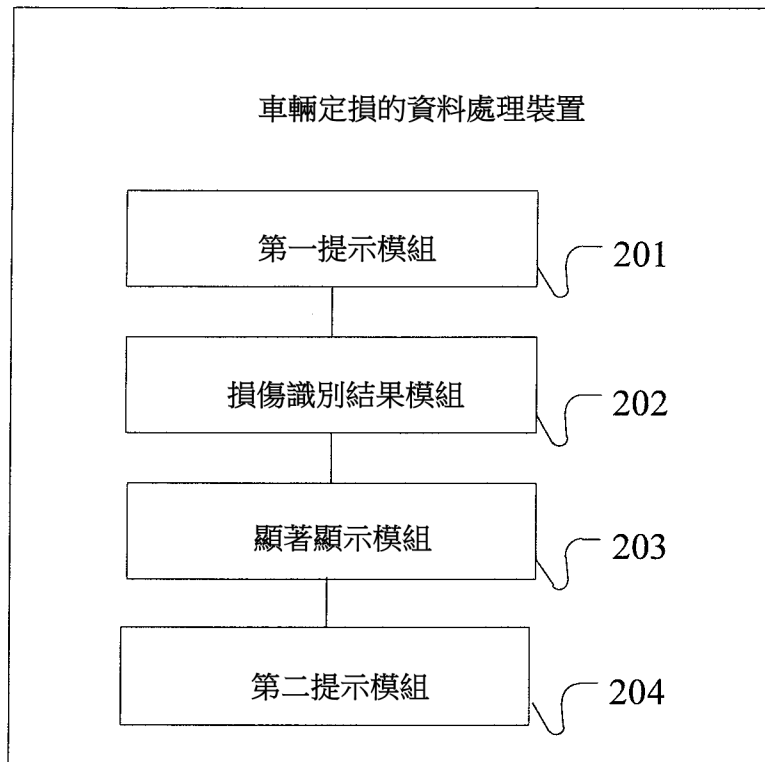 車輛定損的資料處理裝置
第一提示模組
201
損傷識別結果模組
202
顯著顯示模組
203
第二提示模組
204